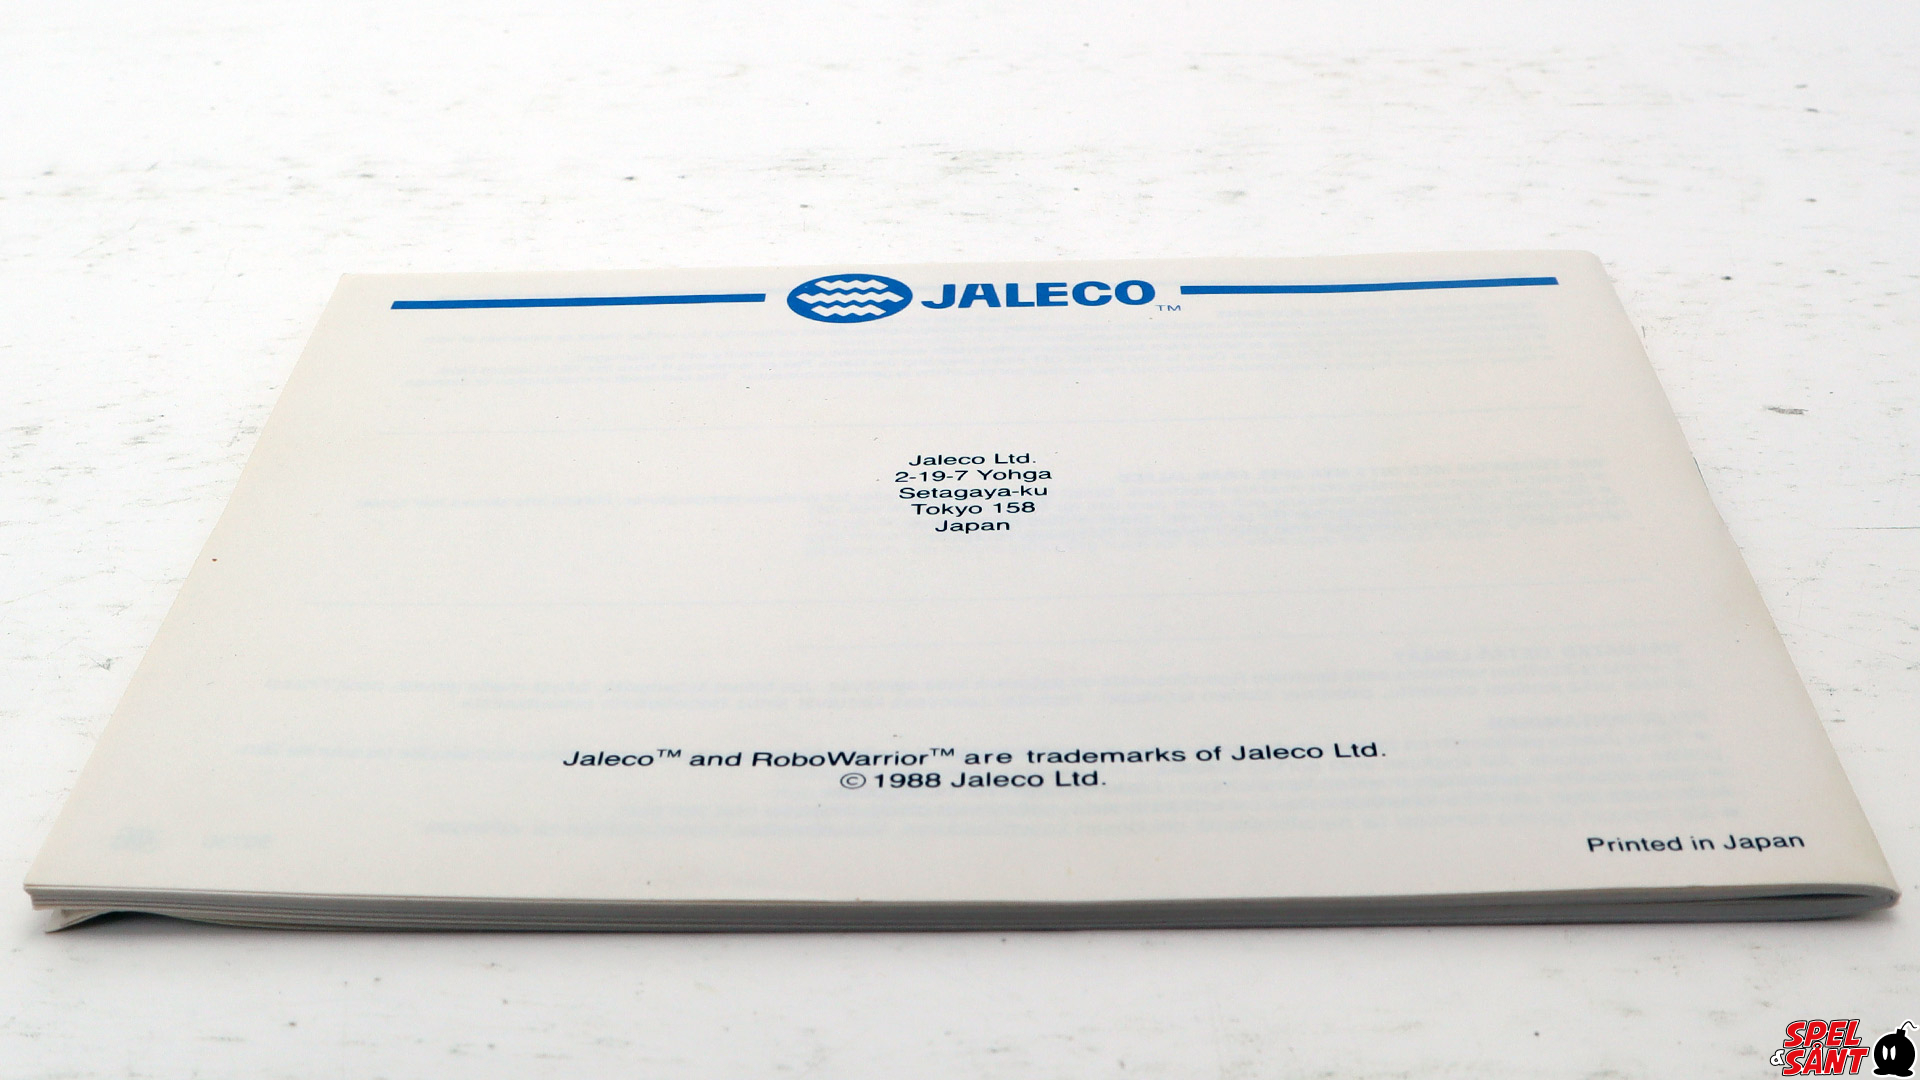 JALECO™
Jaleco Ltd.
2-19-7 Yohga
Setagaya-ku
Tokyo 158
Japan
Jaleco™ and RoboWarrior™ are trademarks of Jaleco Ltd.
© 1988 Jaleco Ltd.
Printed in Japan
SPEL
& SÅNT